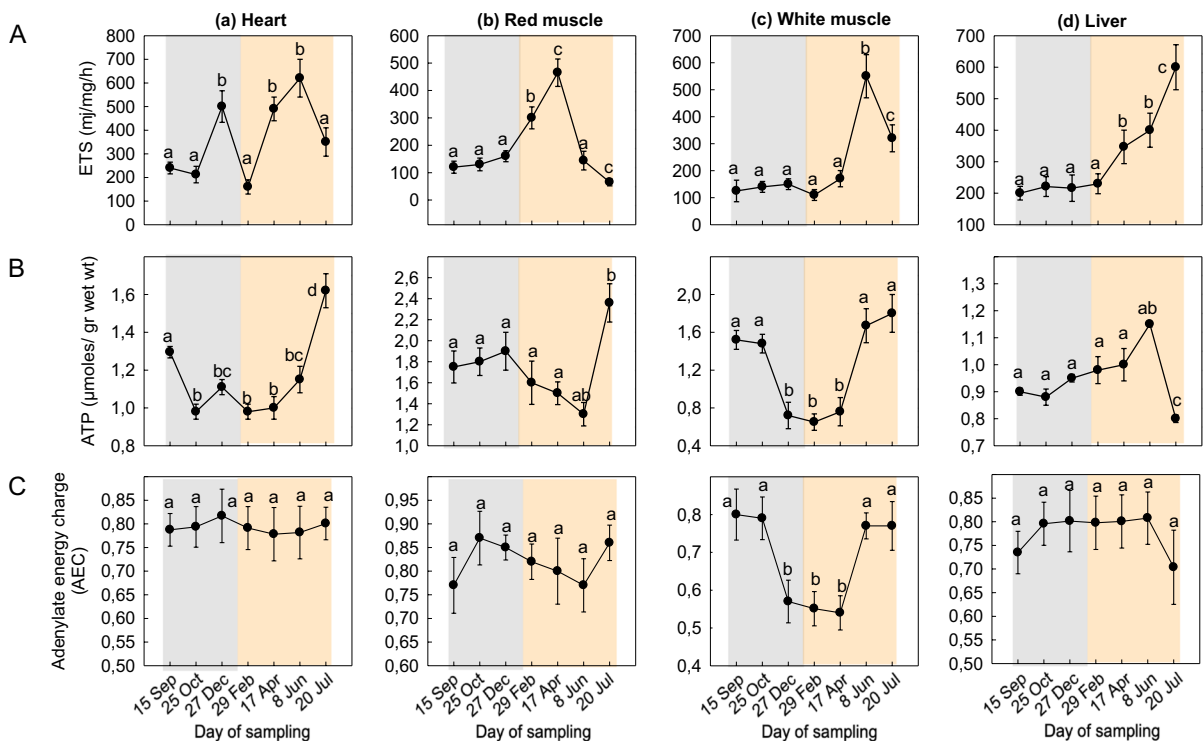 (a) Heart (b) Red muscle (c) White muscle (d) Liver
A
ETS (mj/mg/h)
800 700 600 500 400 300 200 100 0
a a b a b b a
600 500 400 300 200 100 0
a a a b c a c
700 600 500 400 300 200 100 0
a a a a a b c
700 600 500 400 300 200 100
a a a a b b c
B
ATP (µmoles/ gr wet wt)
1,6 1,4 1,2 1,0 0,8
a b bc b b bc d
2,6 2,4 2,2 2,0 1,8 1,6 1,4 1,2 1,0
a a a a a ab b
2,0 1,6 1,2 0,8 0,4
a a b b b a a
1,3 1,2 1,1 1,0 0,9 0,8 0,7
a a a a a ab c
C
Adenylate energy charge
(AEC)
0,85 0,80 0,75 0,70 0,65 0,60 0,55 0,50
a a a a a a a
0,95 0,90 0,85 0,80 0,75 0,70 0,65 0,60
a a a a a a a
0,8 0,7 0,6 0,5 0,4
a a b b b a a
0,85 0,80 0,75 0,70 0,65 0,60 0,55 0,50
a a a a a a a
15 Sep 25 Oct 27 Dec 29 Feb 17 Apr 8 Jun 20 Jul
15 Sep 25 Oct 27 Dec 29 Feb 17 Apr 8 Jun 20 Jul
15 Sep 25 Oct 27 Dec 29 Feb 17 Apr 8 Jun 20 Jul
15 Sep 25 Oct 27 Dec 29 Feb 17 Apr 8 Jun 20 Jul
Day of sampling Day of sampling Day of sampling Day of sampling